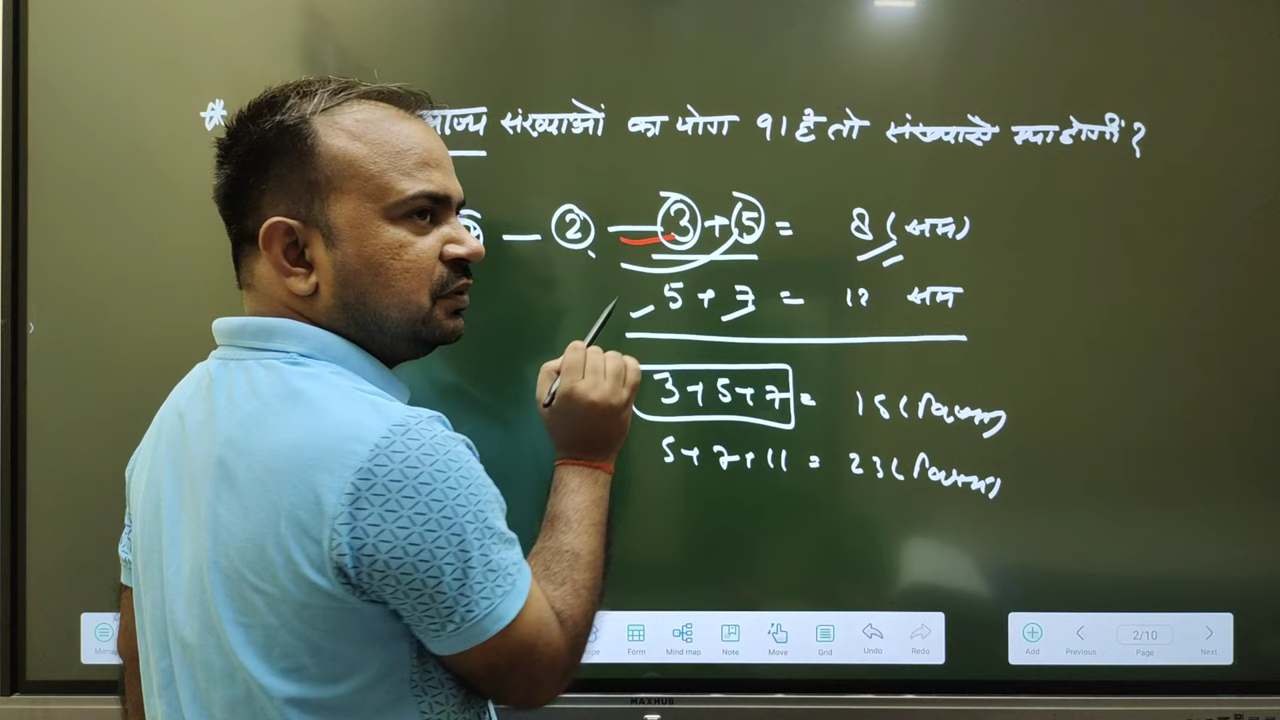 संख्याओं का योग 91 है तो संख्याऐ क्या होगीं?
② — ③ + ⑤ = 8 (सम)
5 + 7 = 12 सम
3 + 5 + 7 = 15 (विषम)
5 + 7 + 11 = 23 (विषम)
Form Mind map Note Move Grid Undo Redo Add Previous 2/10 Page Next
MAXHUB